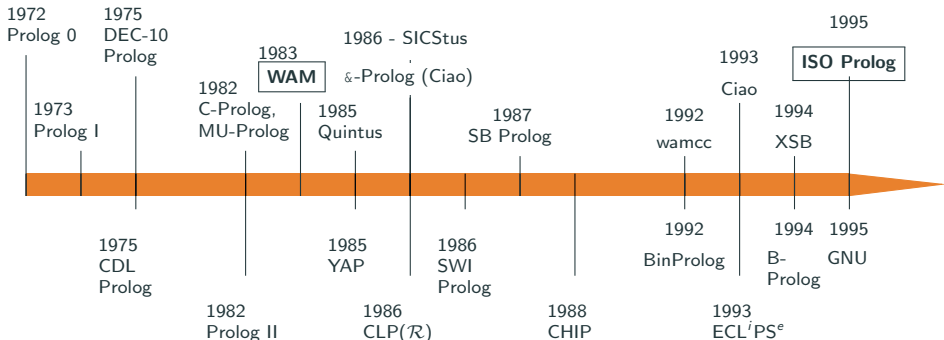 1972
Prolog 0
1975
DEC-10
Prolog
1973
Prolog I
1982
C-Prolog,
MU-Prolog
1983
WAM
1985
Quintus
1986 - SICStus
&-Prolog (Ciao)
1987
SB Prolog
1992
wamcc
1993
Ciao
1994
XSB
1995
ISO Prolog
1975
CDL
Prolog
1982
Prolog II
1985
YAP
1986
CLP(ℛ)
1986
SWI
Prolog
1988
CHIP
1992
BinProlog
1993
ECLⁱPSᵉ
1994
B-
Prolog
1995
GNU